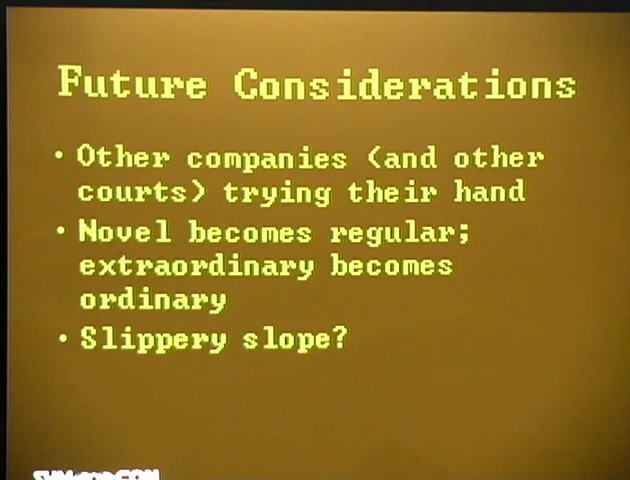 Future Considerations
• Other companies (and other
courts) trying their hand
• Novel becomes regular;
extraordinary becomes
ordinary
• Slippery slope?